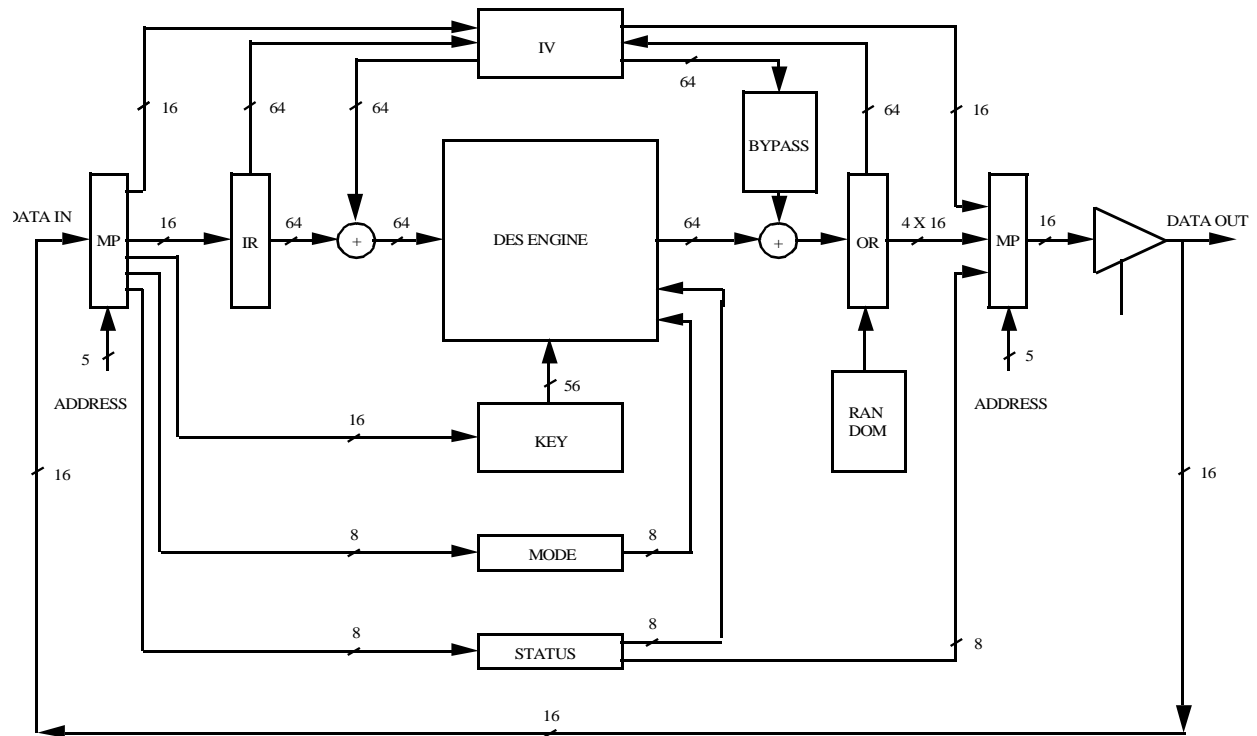 IV
64
16
64
64
64
16
BYPASS
DATA IN
MP
16
IR
64
+
64
DES ENGINE
64
+
OR
4 X 16
MP
16
DATA OUT
5
5
ADDRESS
56
ADDRESS
16
KEY
RAN
DOM
16
16
8
MODE
8
8
STATUS
8
8
16